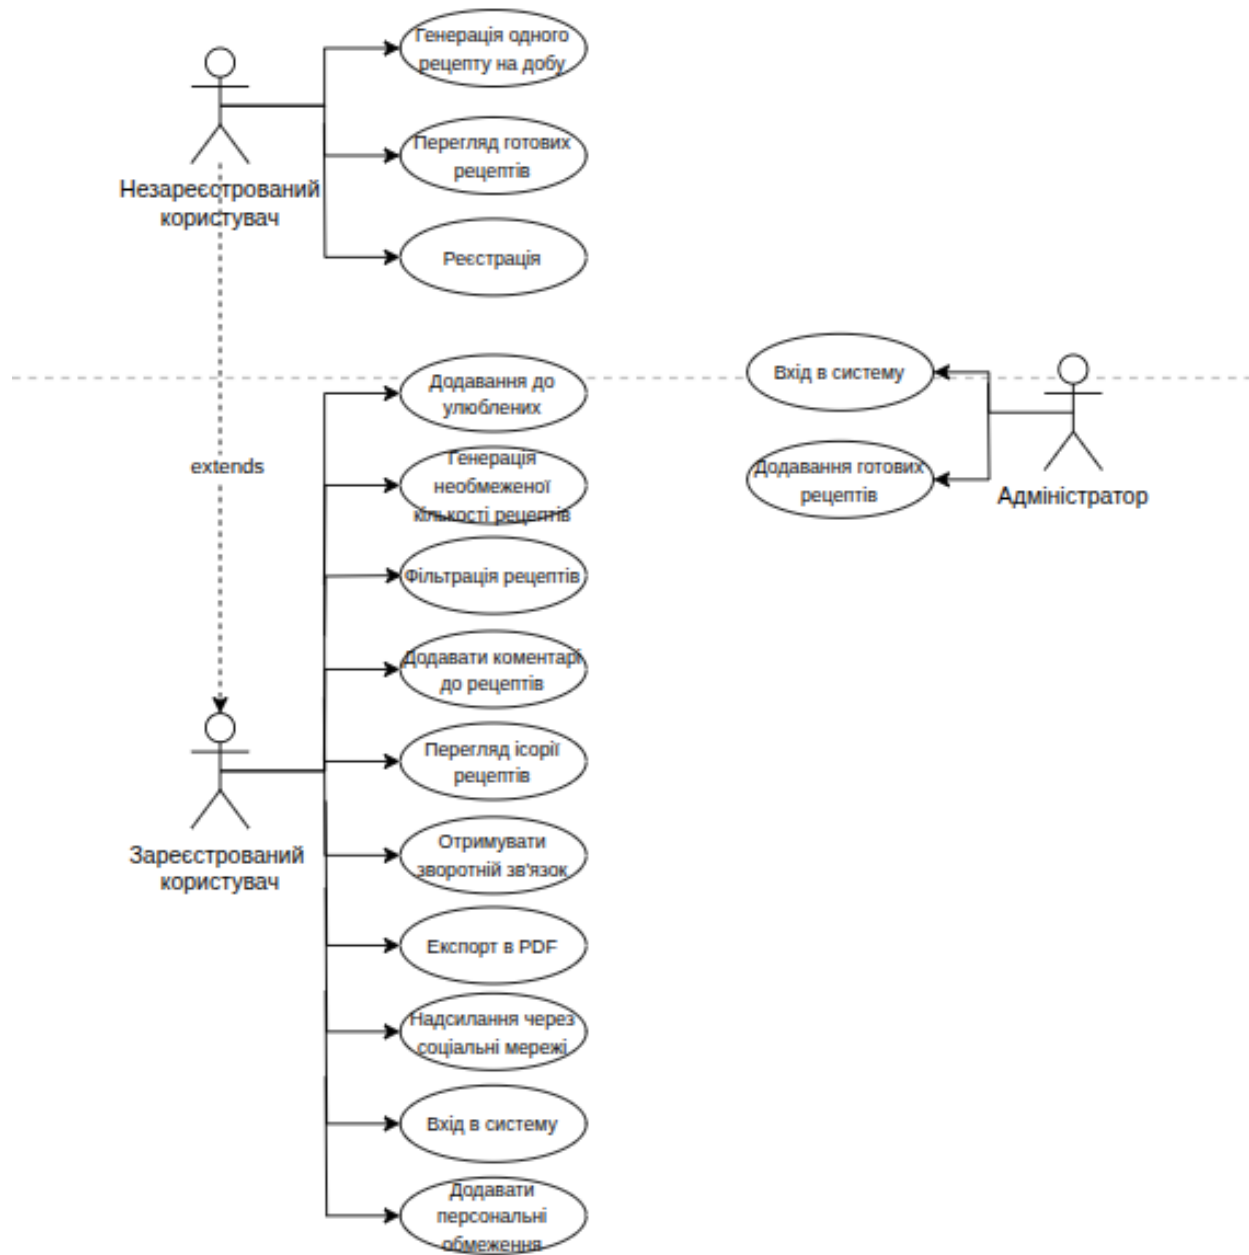 Генерація одного
рецепту на добу
Перегляд готових
рецептів
Незареєстрований
користувач
Реєстрація
Додавання до
улюблених
Вхід в систему
Генерація
необмеженої
кількості рецептів
extends
Додавання готових
рецептів
Адміністратор
Фільтрація рецептів
Додавати коментарі
до рецептів
Перегляд ісорії
рецептів
Зареєстрований
користувач
Отримувати
зворотній зв'язок
Експорт в PDF
Надсилання через
соціальні мережі
Вхід в систему
Додавати
персональні
обмеження